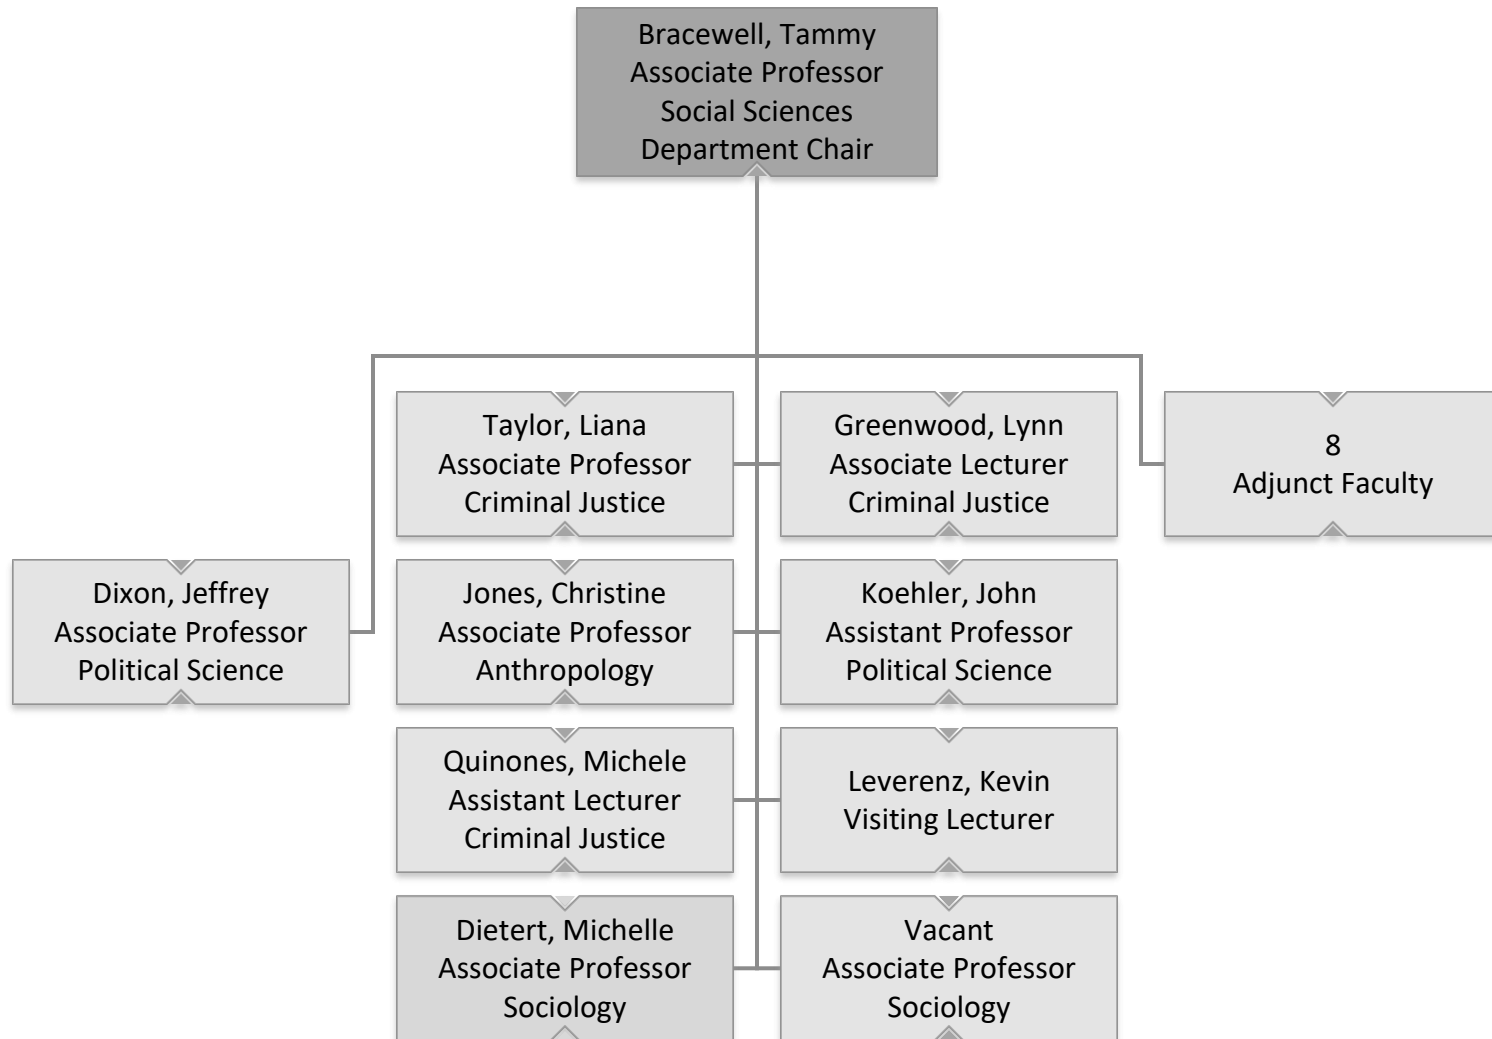 Bracewell, Tammy
Associate Professor
Social Sciences
Department Chair
Taylor, Liana
Associate Professor
Criminal Justice
Greenwood, Lynn
Associate Lecturer
Criminal Justice
8
Adjunct Faculty
Dixon, Jeffrey
Associate Professor
Political Science
Jones, Christine
Associate Professor
Anthropology
Koehler, John
Assistant Professor
Political Science
Quinones, Michele
Assistant Lecturer
Criminal Justice
Leverenz, Kevin
Visiting Lecturer
Dietert, Michelle
Associate Professor
Sociology
Vacant
Associate Professor
Sociology